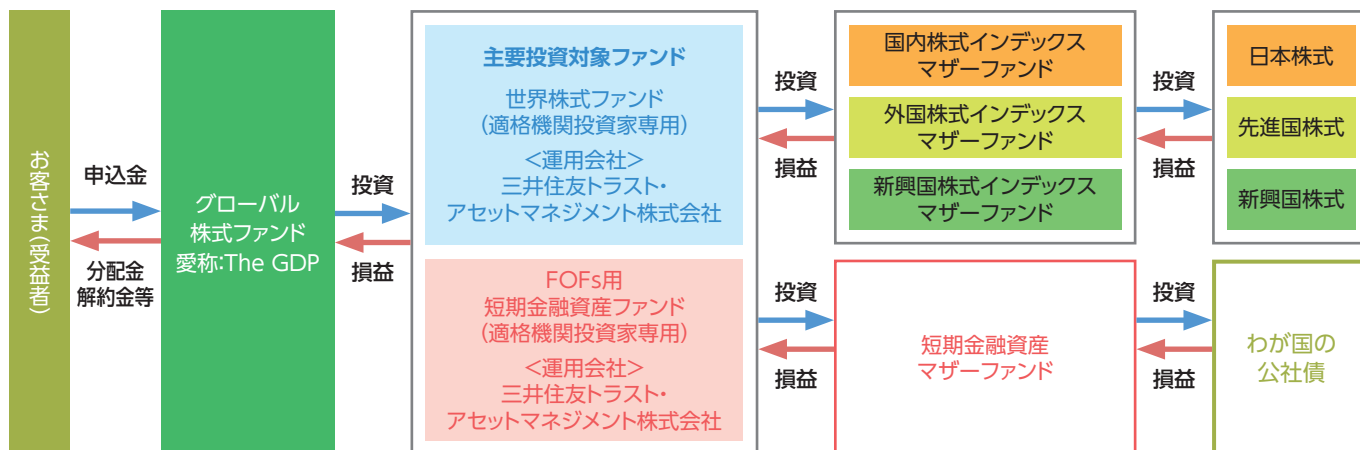 お客さま（受益者）
申込金
分配金
解約金等
グローバル
株式ファンド
愛称：The GDP
投資
損益
主要投資対象ファンド
世界株式ファンド
（適格機関投資家専用）
＜運用会社＞
三井住友トラスト・
アセットマネジメント株式会社
FOFs用
短期金融資産ファンド
（適格機関投資家専用）
＜運用会社＞
三井住友トラスト・
アセットマネジメント株式会社
投資
損益
国内株式インデックス
マザーファンド
外国株式インデックス
マザーファンド
新興国株式インデックス
マザーファンド
投資
損益
日本株式
先進国株式
新興国株式
投資
損益
短期金融資産
マザーファンド
投資
損益
わが国の
公社債